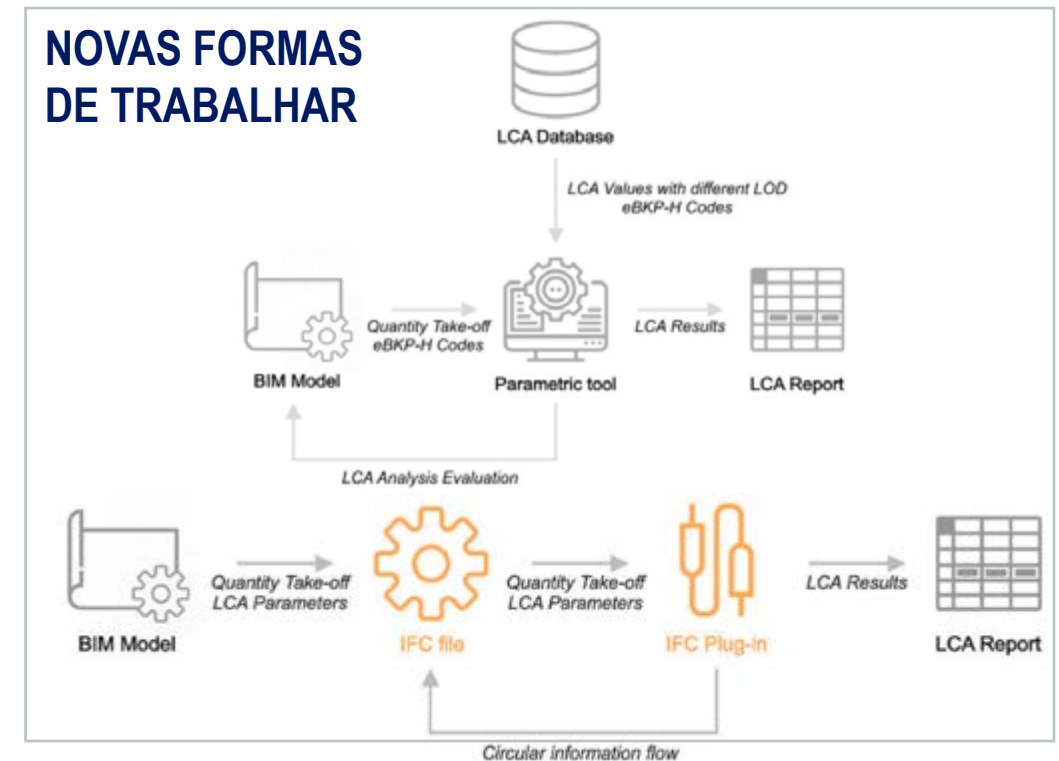 NOVAS FORMAS
DE TRABALHAR
LCA Database
LCA Values with different LOD
eBKP-H Codes
Quantity Take-off
eBKP-H Codes
LCA Results
BIM Model
Parametric tool
LCA Report
LCA Analysis Evaluation
Quantity Take-off
LCA Parameters
Quantity Take-off
LCA Parameters
LCA Results
BIM Model
IFC file
IFC Plug-in
LCA Report
Circular information flow